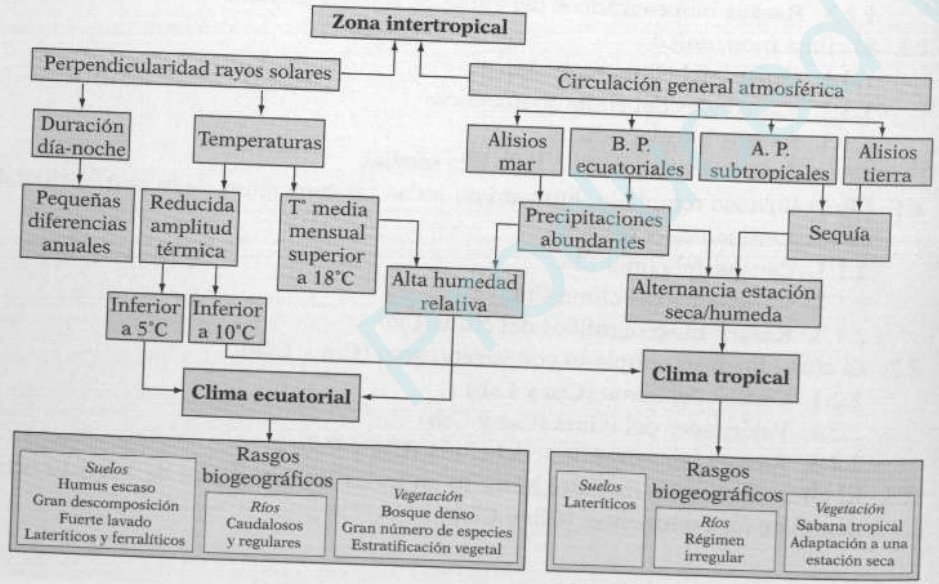 Zona intertropical
Perpendicularidad rayos solares
Circulación general atmosférica
Duración
día-noche
Temperaturas
Alisios
mar
B. P.
ecuatoriales
A. P.
subtropicales
Alisios
tierra
Pequeñas
diferencias
anuales
Reducida
amplitud
térmica
T° media
mensual
superior
a 18°C
Precipitaciones
abundantes
Sequía
Alta humedad
relativa
Alternancia estación
seca/humeda
Inferior
a 5°C
Inferior
a 10°C
Clima ecuatorial
Clima tropical
Rasgos
biogeográficos
Suelos
Humus escaso
Gran descomposición
Fuerte lavado
Lateríticos y ferralíticos
Ríos
Caudalosos
y regulares
Vegetación
Bosque denso
Gran número de especies
Estratificación vegetal
Rasgos
biogeográficos
Suelos
Lateríticos
Ríos
Régimen
irregular
Vegetación
Sabana tropical
Adaptación a una
estación seca